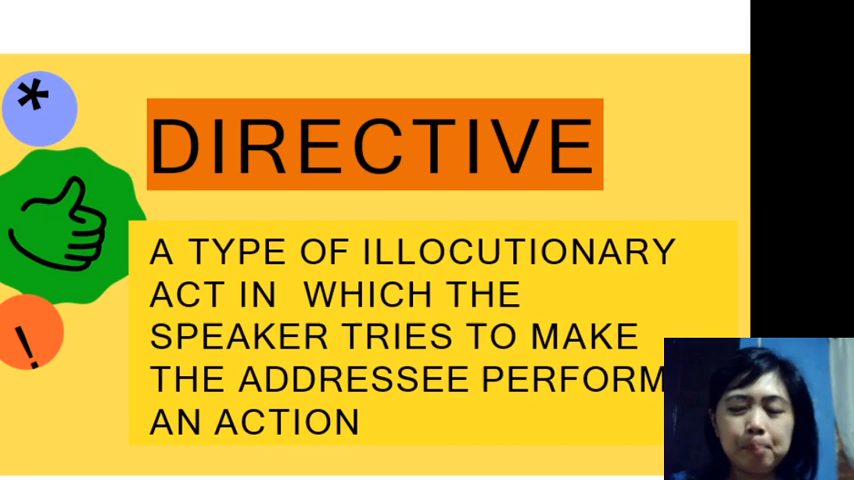 *
DIRECTIVE
A TYPE OF ILLOCUTIONARY
ACT IN WHICH THE
SPEAKER TRIES TO MAKE
THE ADDRESSEE PERFORM
AN ACTION
!